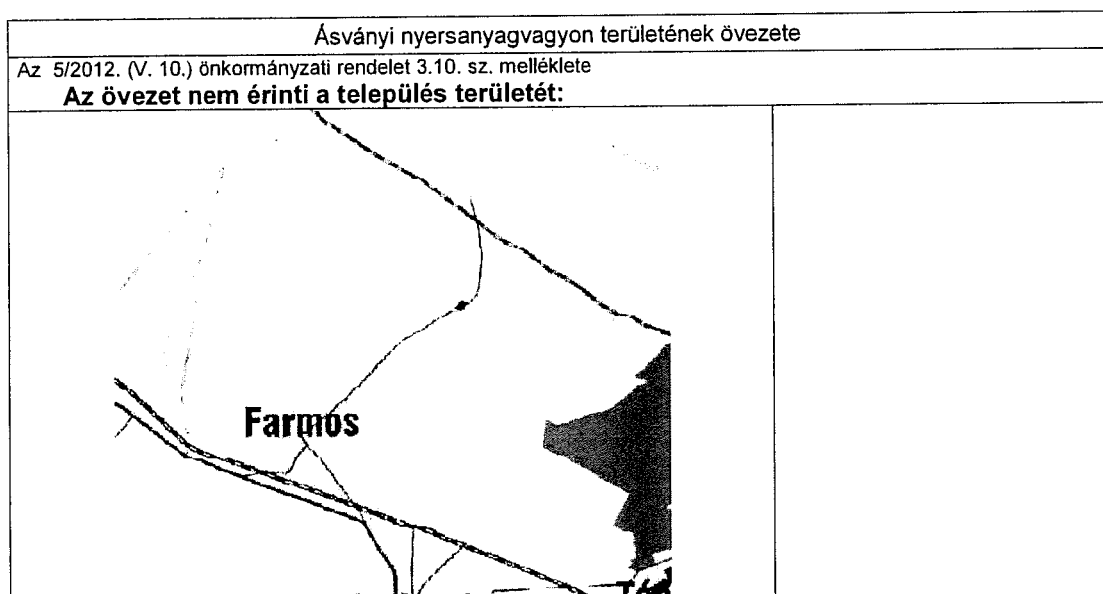 Ásványi nyersanyagvagyon területének övezete
Az 5/2012. (V. 10.) önkormányzati rendelet 3.10. sz. melléklete
Az övezet nem érinti a település területét:
Farmos